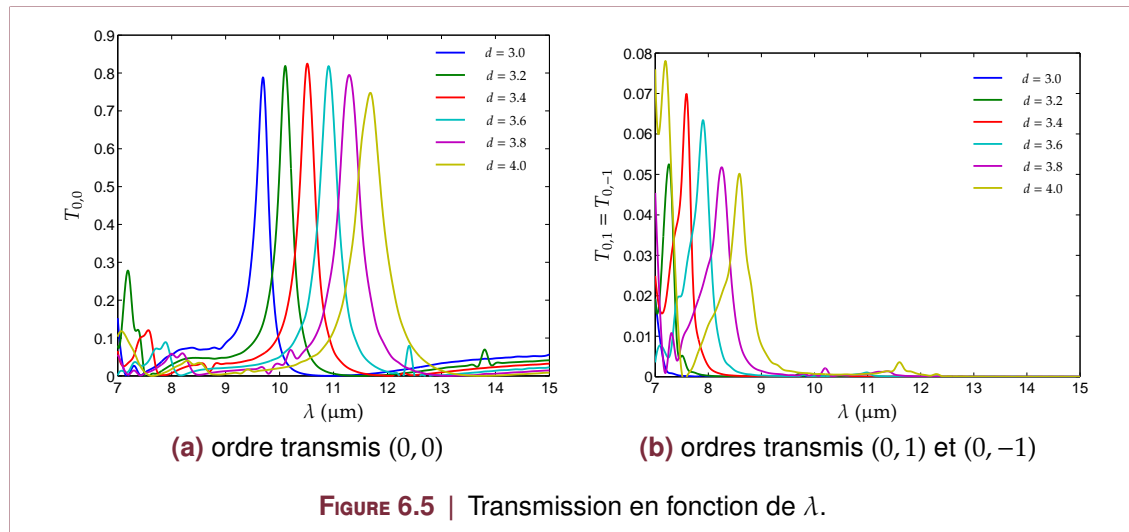 0.9
0.8
0.7
0.6
0.5
0.4
0.3
0.2
0.1
0
T0,0
7 8 9 10 11 12 13 14 15
λ (µm)
d = 3.0
d = 3.2
d = 3.4
d = 3.6
d = 3.8
d = 4.0
(a) ordre transmis (0, 0)
0.08
0.07
0.06
0.05
0.04
0.03
0.02
0.01
0
T0,1 = T0,−1
7 8 9 10 11 12 13 14 15
λ (µm)
d = 3.0
d = 3.2
d = 3.4
d = 3.6
d = 3.8
d = 4.0
(b) ordres transmis (0, 1) et (0, −1)
FIGURE 6.5 | Transmission en fonction de λ.